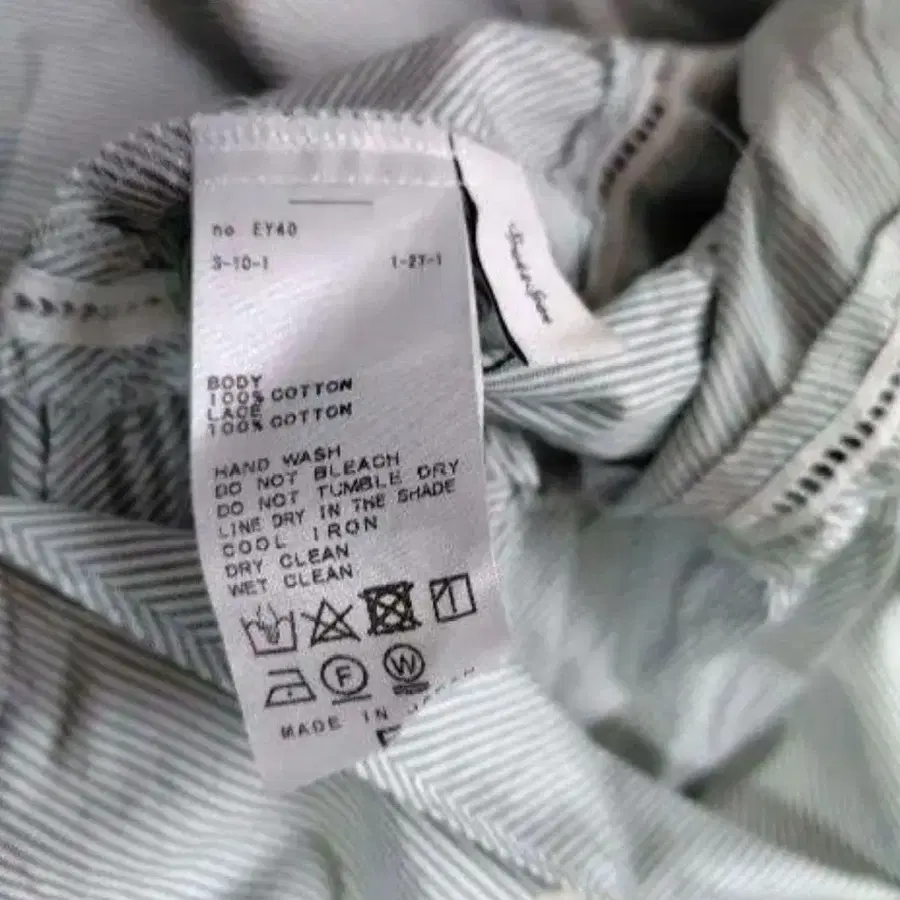 no. EY40
3-10-1 1-27-1
BODY
100% COTTON
LACE
100% COTTON
HAND WASH
DO NOT BLEACH
DO NOT TUMBLE DRY
LINE DRY IN THE SHADE
COOL IRON
DRY CLEAN
WET CLEAN
F W
MADE IN